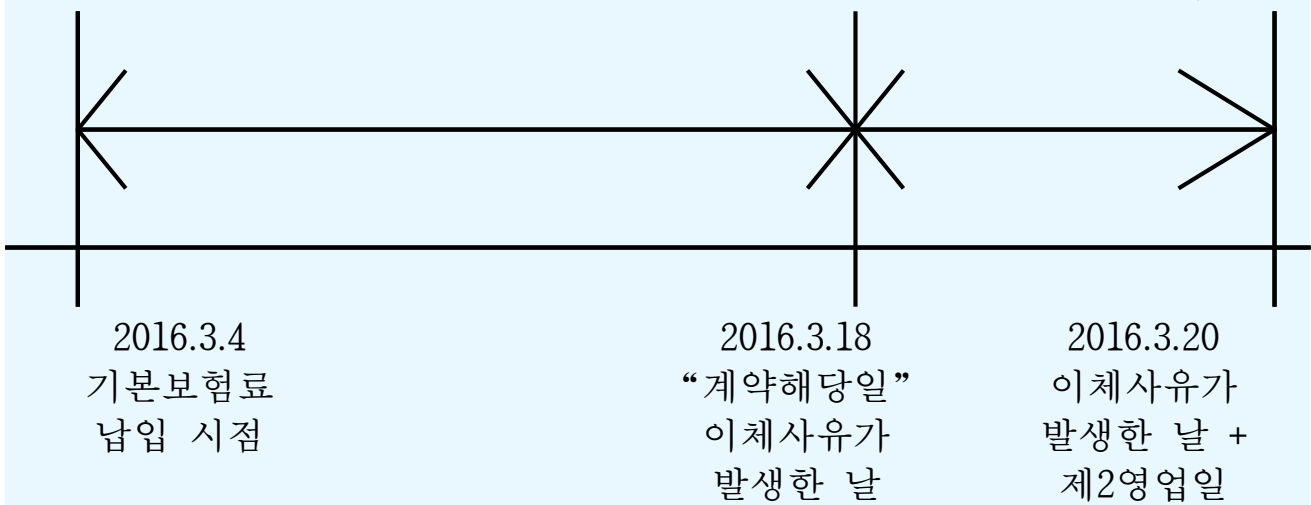 2016.3.4
기본보험료
납입 시점
2016.3.18
“계약해당일”
이체사유가
발생한 날
2016.3.20
이체사유가
발생한 날 +
제2영업일